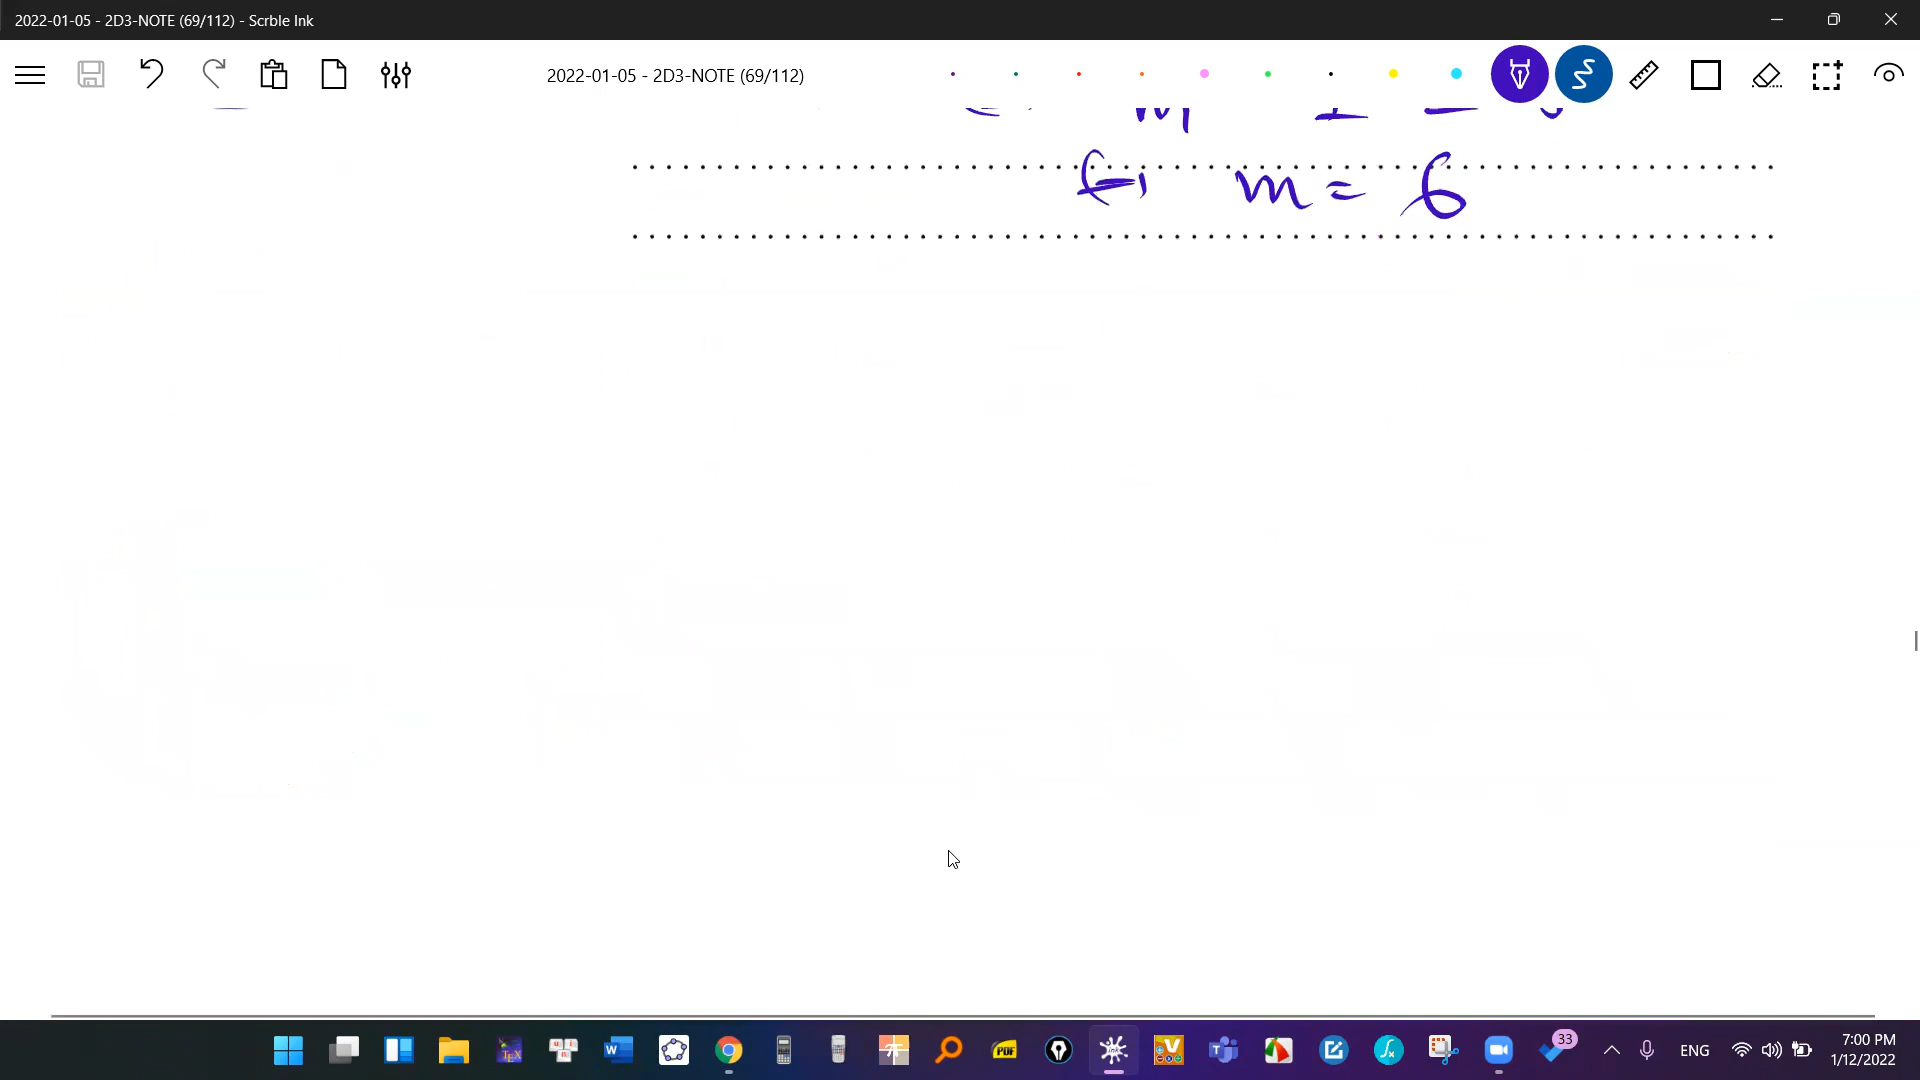 2022-01-05 - 2D3-NOTE (69/112) - Scrble Ink
2022-01-05 - 2D3-NOTE (69/112)
m = 6
33
ENG
7:00 PM
1/12/2022